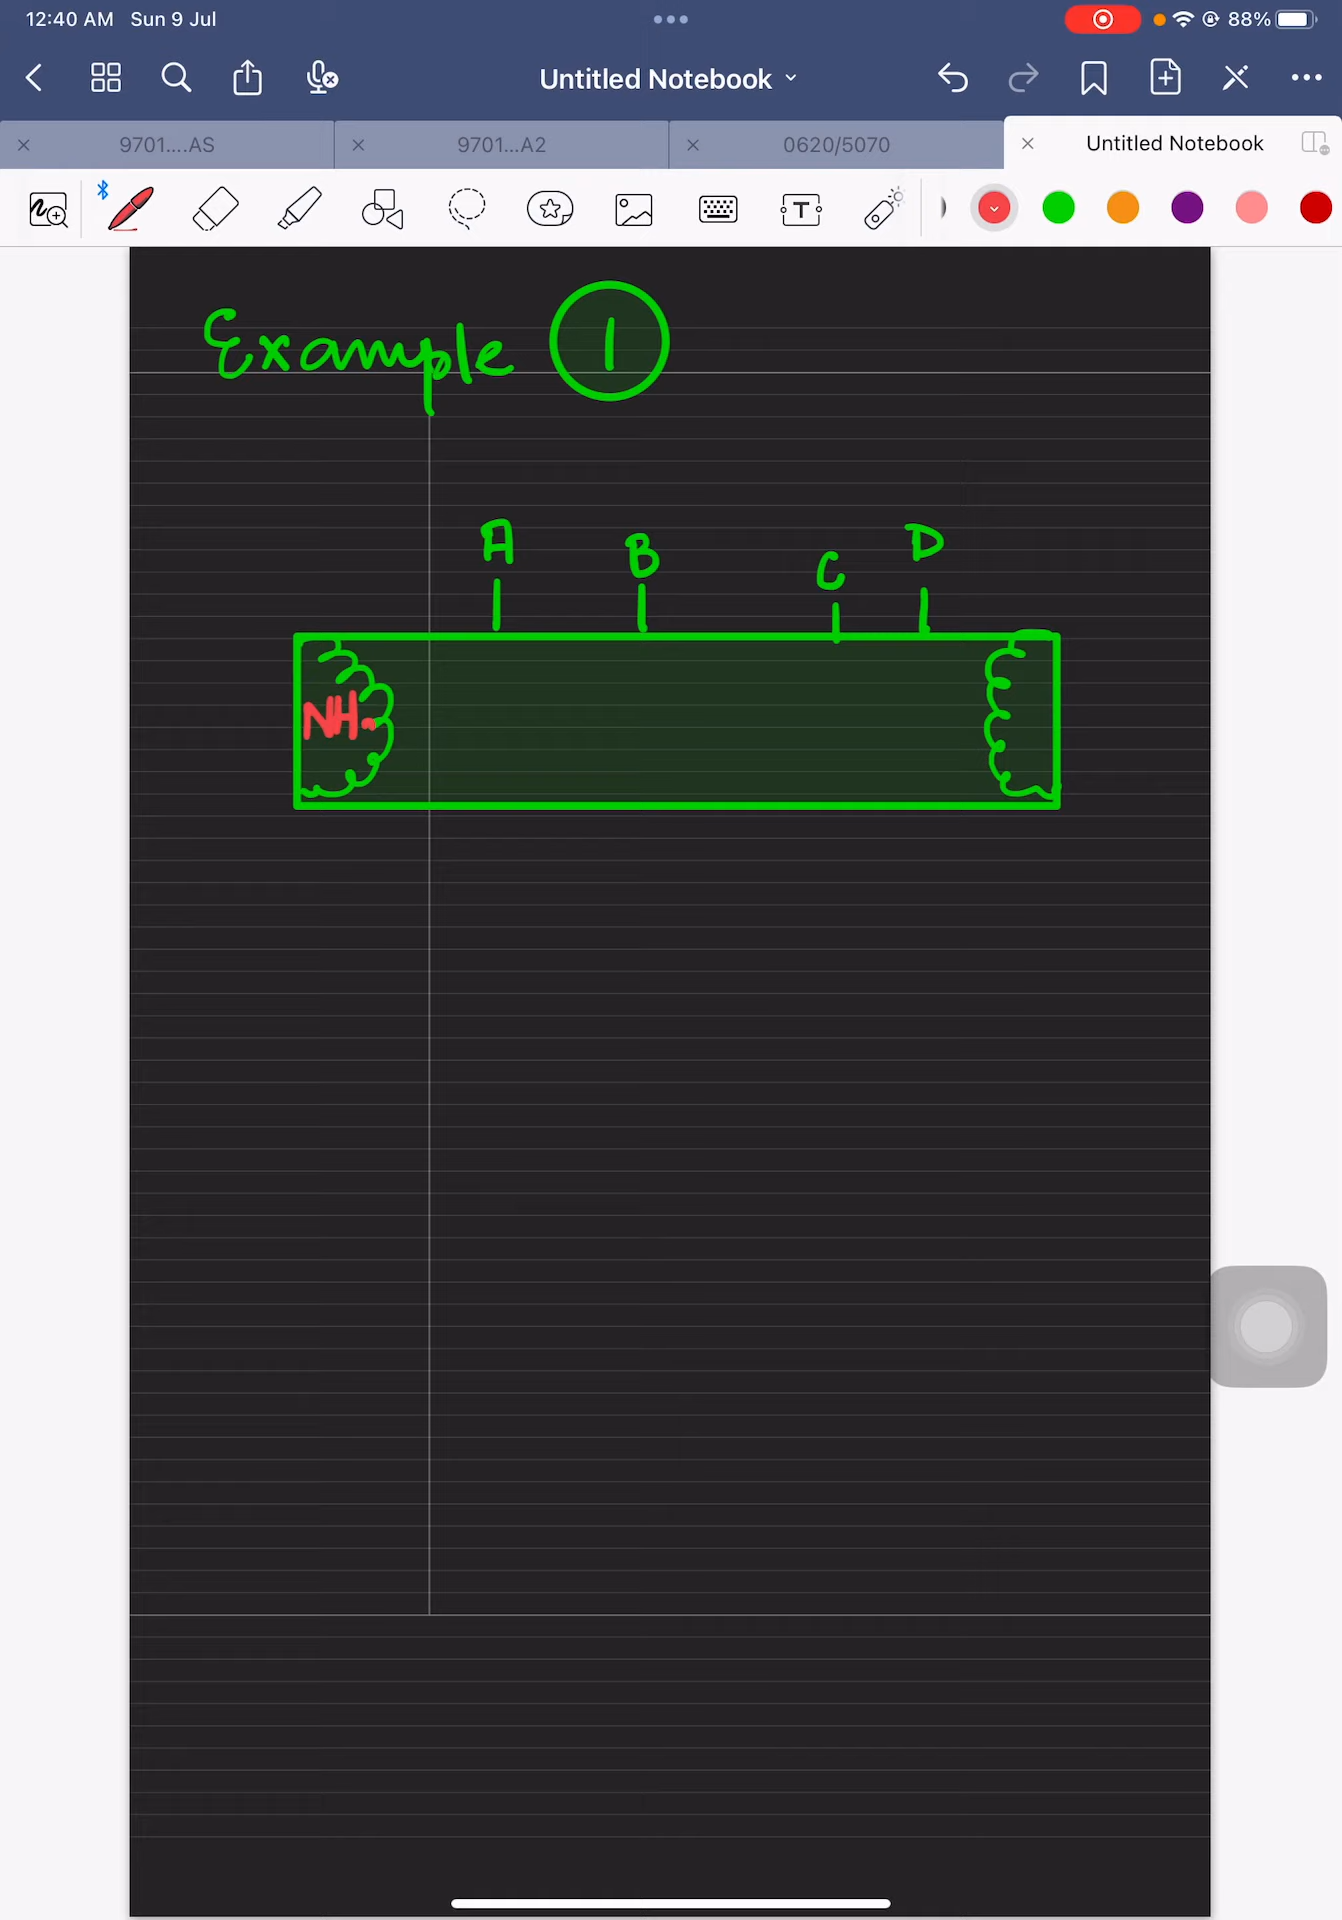 12:40 AM Sun 9 Jul
88%
Untitled Notebook
9701....AS
9701...A2
0620/5070
Untitled Notebook
T
Example 1
A
B
C
D
NH